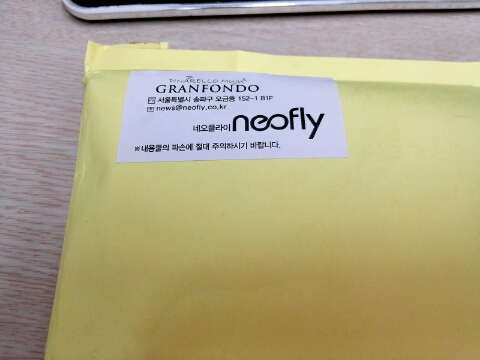 PINARELLO MUJU
GRANFONDO
서울특별시 송파구 오금동 152-1 B1F
news@neofly.co.kr
네오플라이 neofly
※내용물의 파손에 절대 주의하시기 바랍니다.